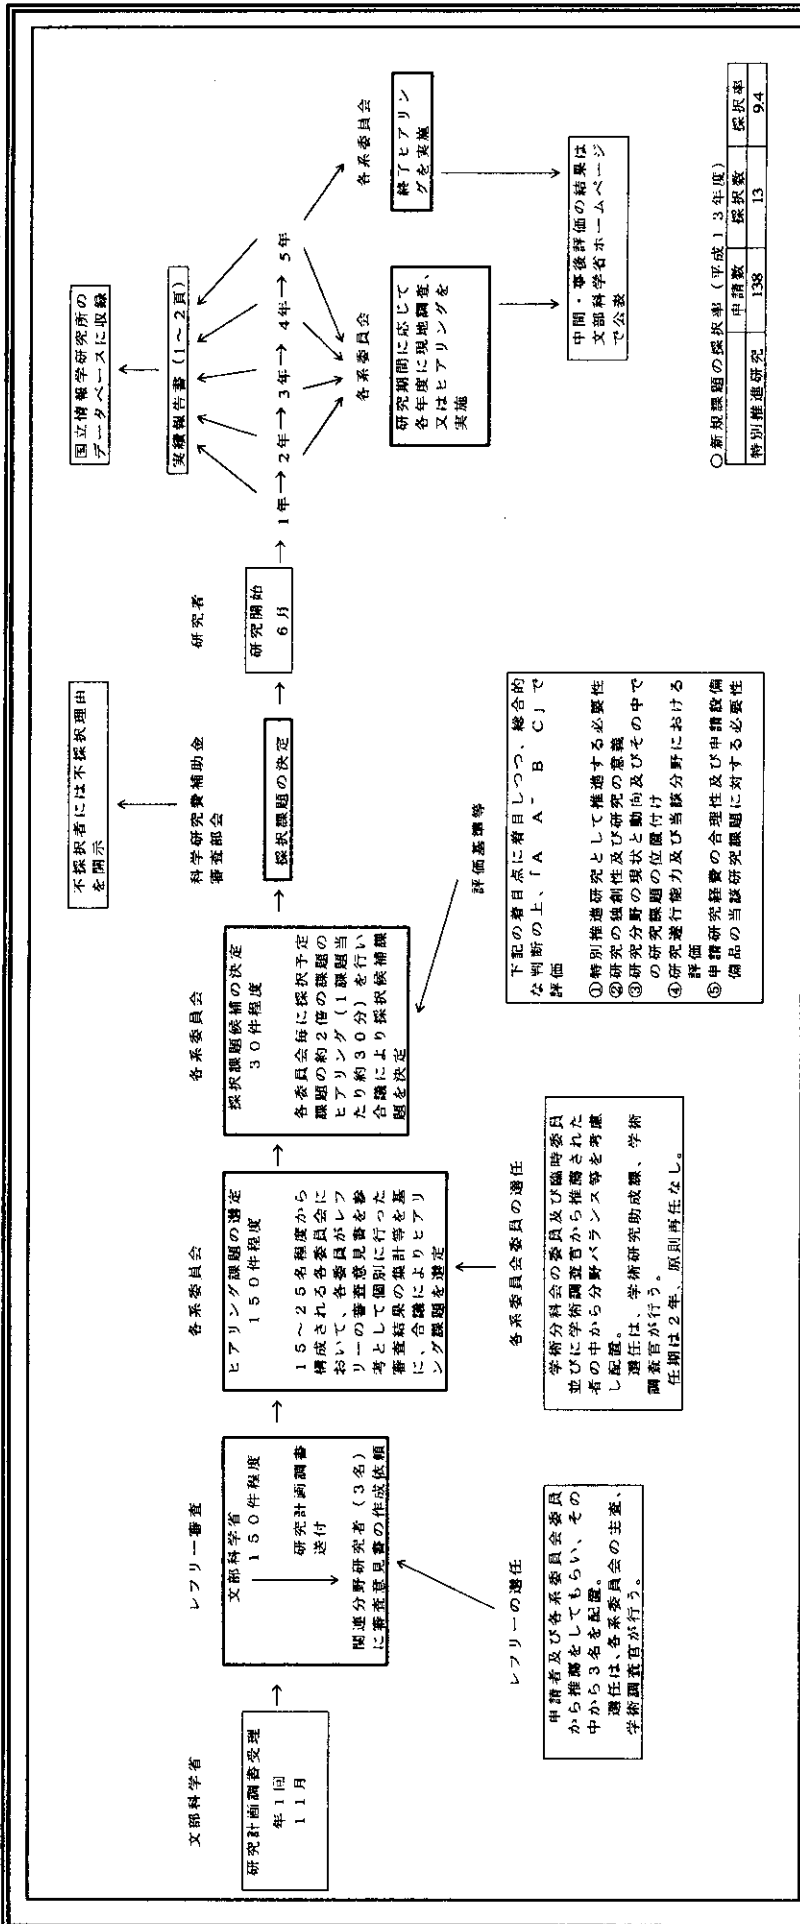 文部科学省
研究計画調書受理
年1回
11月
レフリー審査
文部科学省
150件程度
研究計画調書
送付
関連分野研究者(3名)
に審査意見書の作成依頼
レフリーの選任
申請者及び各系委員会委員
から推薦をしてもらい、その
中から3名を配置。
選任は、各系委員会の主査、
学術調査官が行う。
各系委員会
ヒアリング課題の選定
150件程度
15~25名程度から
構成される各委員会に
おいて、各委員がレフ
リーの審査意見書を参
考として個別に行った
審査結果の集計等を基
に、合議によりヒアリ
ング課題を選定
各系委員会委員の選任
学術分科会の委員及び臨時委員
並びに学術調査官から推薦された
者の中から分野バランス等を考慮
し配置。
選任は、学術研究助成課、学術
調査官が行う。
任期は2年、原則再任なし。
各系委員会
採択課題候補の決定
30件程度
各委員会毎に採択予定
課題の約2倍の課題の
ヒアリング(1課題当
たり約30分)を行い
合議により採択候補課
題を決定
評価基準等
下記の着目点に着目しつつ、総合的
な判断の上、「A A⁻ B C」で
評価
①特別推進研究として推進する必要性
②研究の独創性及び研究の意義
③研究分野の現状と動向及びその中で
の研究課題の位置付け
④研究遂行能力及び当該分野における
評価
⑤申請研究経費の合理性及び申請設備
備品の当該研究課題に対する必要性
不採択者には不採択理由
を開示
科学研究費補助金
審査部会
採択課題の決定
研究者
研究開始
6月
1年→2年→3年→4年→5年
国立情報学研究所の
データベースに収録
実績報告書(1~2頁)
各系委員会
研究期間に応じて
各年度に現地調査、
又はヒアリングを
実施
各系委員会
終了ヒアリン
グを実施
中間・事後評価の結果は
文部科学省ホームページ
で公表
○新規課題の採択率(平成13年度)
申請数 採択数 採択率
特別推進研究 138 13 9.4